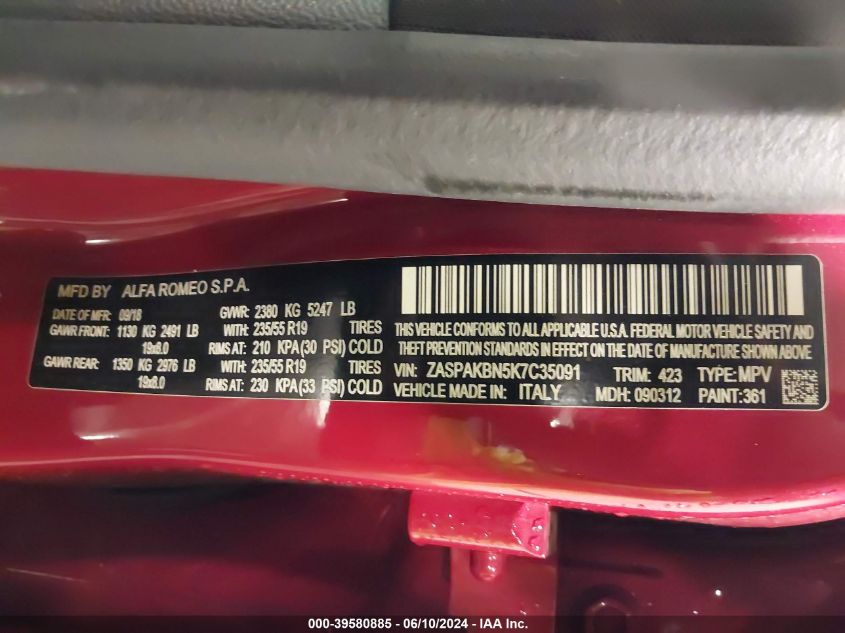 MFD BY ALFA ROMEO S.P.A.
DATE OF MFR: 09/18 GVWR: 2380 KG 5247 LB
GAWR FRONT: 1130 KG 2491 LB WITH: 235/55 R19 TIRES
19x8.0 RIMS AT: 210 KPA(30 PSI) COLD
GAWR REAR: 1350 KG 2976 LB WITH: 235/55 R19 TIRES
19x8.0 RIMS AT: 230 KPA(33 PSI) COLD
THIS VEHICLE CONFORMS TO ALL APPLICABLE U.S.A. FEDERAL MOTOR VEHICLE SAFETY AND
THEFT PREVENTION STANDARDS IN EFFECT ON THE DATE OF MANUFACTURE SHOWN ABOVE
VIN: ZASPAKBN5K7C35091 TRIM: 423 TYPE: MPV
VEHICLE MADE IN: ITALY MDH: 090312 PAINT:361
000-39580885 - 06/10/2024 - IAA Inc.